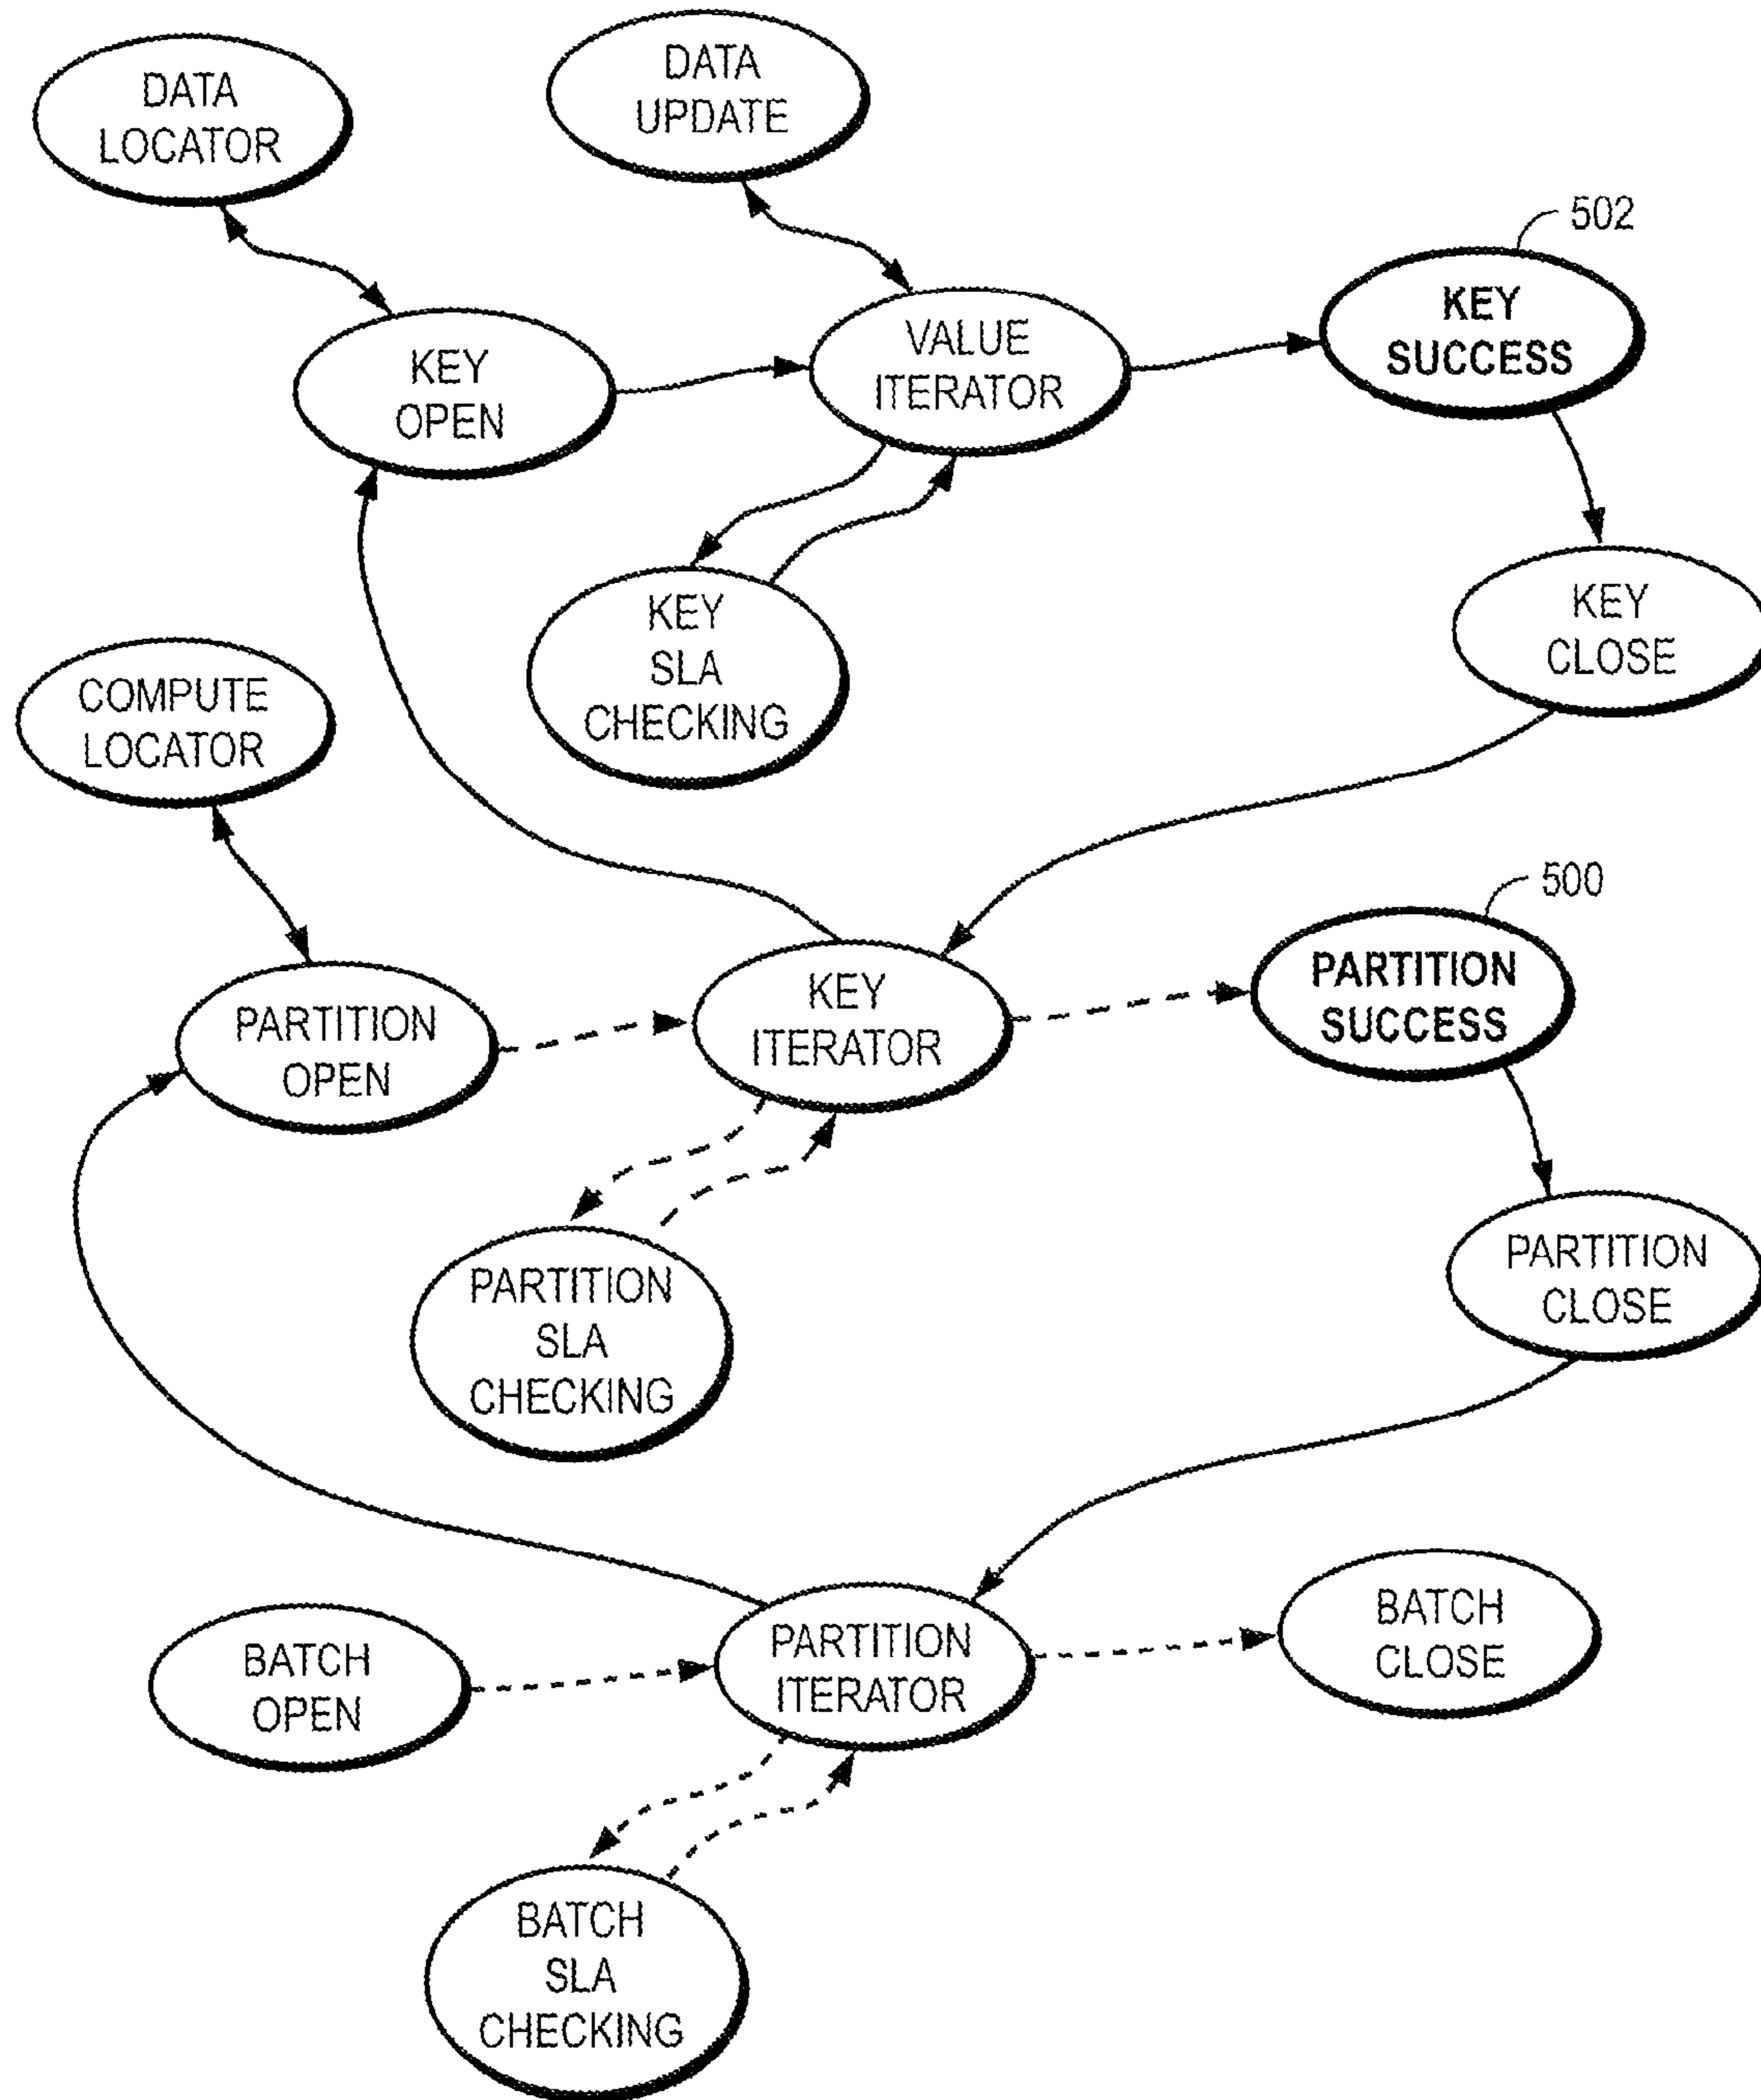 DATA
LOCATOR
DATA
UPDATE
502
KEY
SUCCESS
KEY
OPEN
VALUE
ITERATOR
KEY
SLA
CHECKING
KEY
CLOSE
COMPUTE
LOCATOR
500
PARTITION
SUCCESS
PARTITION
OPEN
KEY
ITERATOR
PARTITION
SLA
CHECKING
PARTITION
CLOSE
BATCH
OPEN
PARTITION
ITERATOR
BATCH
CLOSE
BATCH
SLA
CHECKING